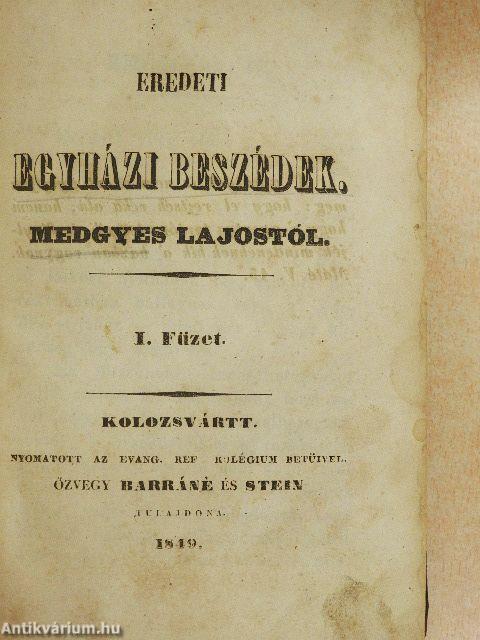 EREDETI
EGYHÁZI BESZÉDEK.
MEDGYES LAJOSTÓL.
I. Füzet.
KOLOZSVÁRTT.
NYOMATOTT AZ EVANG. REF KOLÉGIUM BETŰIVEL.
ÖZVEGY BARRÁNÉ ÉS STEIN
TULAJDONA.
1849.
Antikvárium.hu